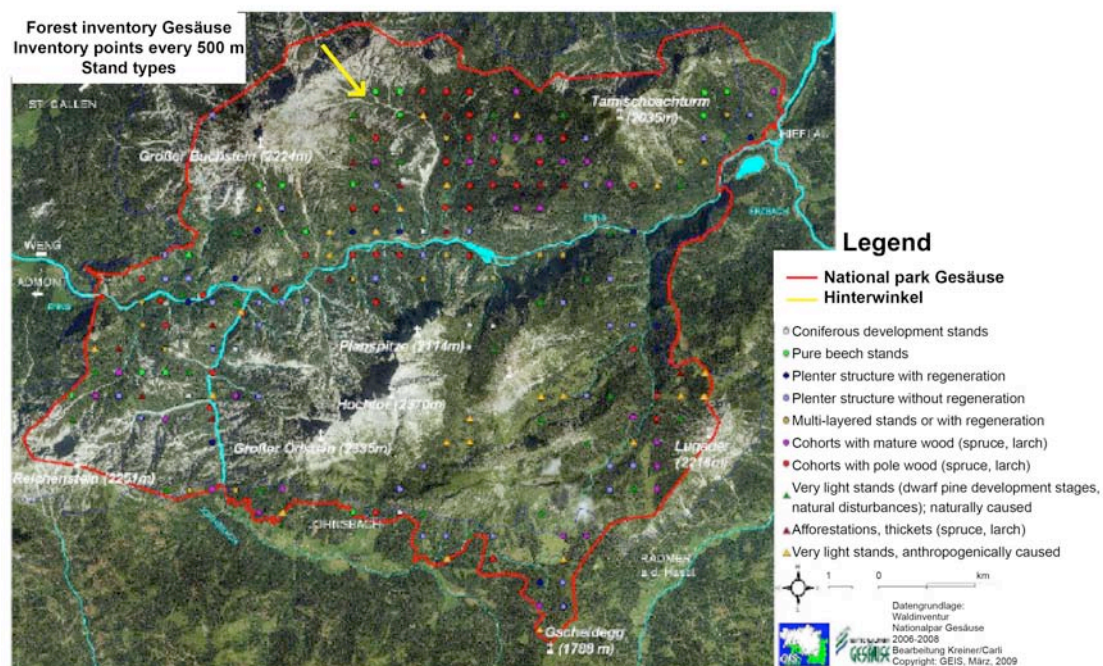 Forest inventory Gesäuse
Inventory points every 500 m
Stand types
ST. GALLEN
Tamischbachturm
(2035m)
HIEFLAU
Großer Buchstein (2224m)
WENG
ENNS
ERZBACH
ADMONT
ENNS
Planspitze (2114m)
Hochtor (2370m)
Großer Ödstein (2335m)
Lugauer
(2214m)
Reichenstein (2251m)
JOHNSBACH
RADMER
a.d. Hasel
Gscheidegg
(1788 m)
Legend
National park Gesäuse
Hinterwinkel
Coniferous development stands
Pure beech stands
Plenter structure with regeneration
Plenter structure without regeneration
Multi-layered stands or with regeneration
Cohorts with mature wood (spruce, larch)
Cohorts with pole wood (spruce, larch)
Very light stands (dwarf pine development stages,
natural disturbances); naturally caused
Afforestations, thickets (spruce, larch)
Very light stands, anthropogenically caused
1 0 km
Datengrundlage:
Waldinventur
Nationalpar Gesäuse
2006-2008
Bearbeitung Kreiner/Carli
Copyright: GEIS, März, 2009
GESÄUSE